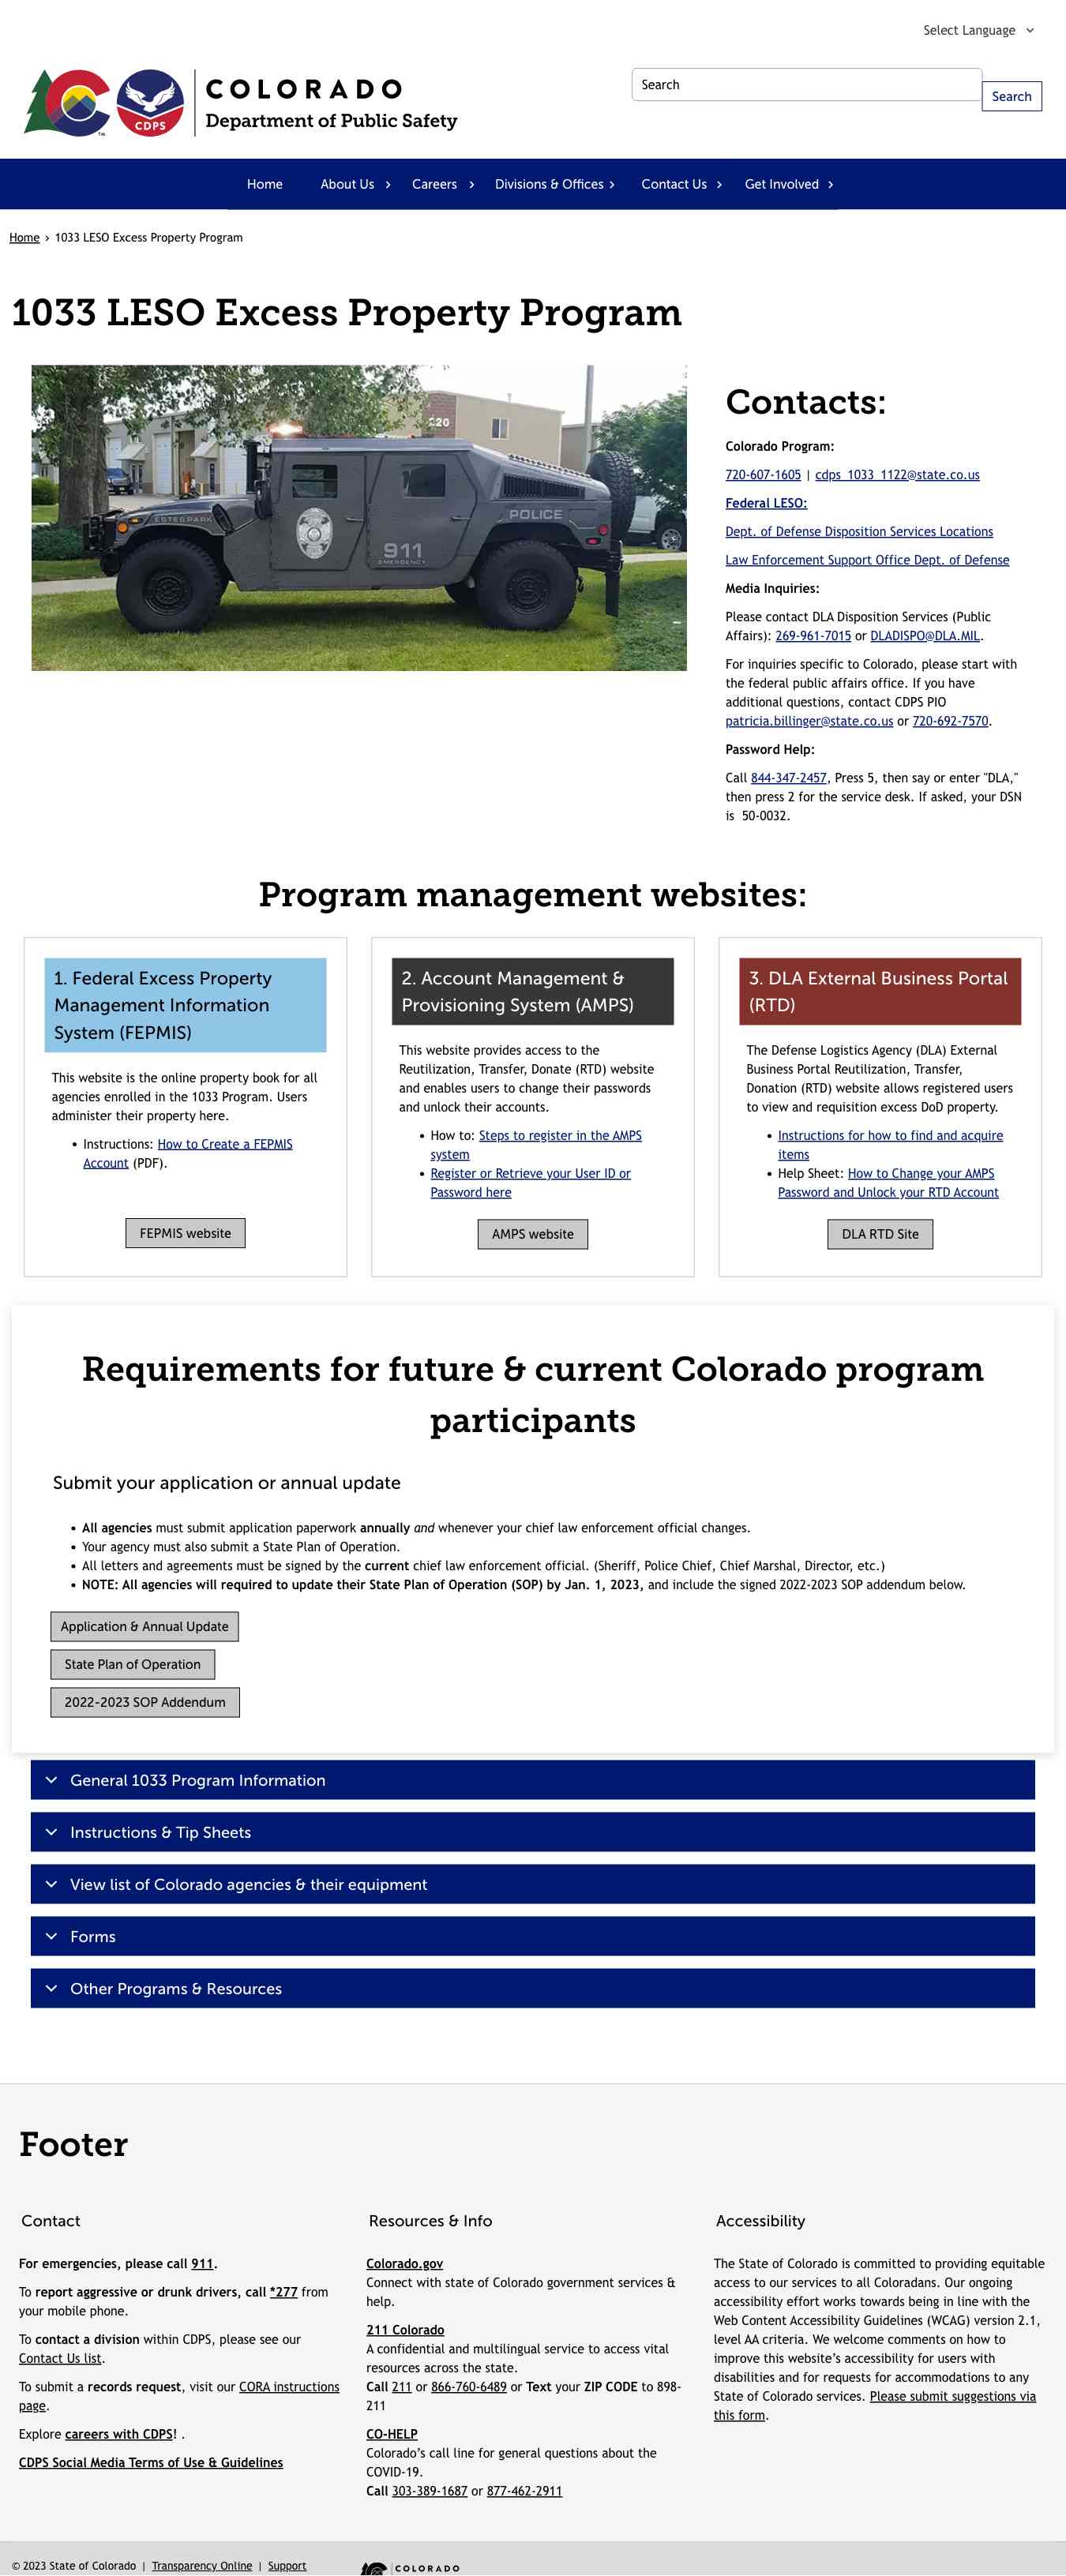 Select Language
CDPS
TM
COLORADO
Department of Public Safety
Search
Search
Home
About Us
Careers
Divisions & Offices
Contact Us
Get Involved
Home › 1033 LESO Excess Property Program
1033 LESO Excess Property Program
20
ESTES PARK
POLICE
911
EMERGENCY
Contacts:
Colorado Program:
720-607-1605 | cdps_1033_1122@state.co.us
Federal LESO:
Dept. of Defense Disposition Services Locations
Law Enforcement Support Office Dept. of Defense
Media Inquiries:
Please contact DLA Disposition Services (Public
Affairs): 269-961-7015 or DLADISPO@DLA.MIL.
For inquiries specific to Colorado, please start with
the federal public affairs office. If you have
additional questions, contact CDPS PIO
patricia.billinger@state.co.us or 720-692-7570.
Password Help:
Call 844-347-2457, Press 5, then say or enter "DLA,"
then press 2 for the service desk. If asked, your DSN
is 50-0032.
Program management websites:
1. Federal Excess Property
Management Information
System (FEPMIS)
This website is the online property book for all
agencies enrolled in the 1033 Program. Users
administer their property here.
• Instructions: How to Create a FEPMIS
Account (PDF).
FEPMIS website
2. Account Management &
Provisioning System (AMPS)
This website provides access to the
Reutilization, Transfer, Donate (RTD) website
and enables users to change their passwords
and unlock their accounts.
• How to: Steps to register in the AMPS
system
• Register or Retrieve your User ID or
Password here
AMPS website
3. DLA External Business Portal
(RTD)
The Defense Logistics Agency (DLA) External
Business Portal Reutilization, Transfer,
Donation (RTD) website allows registered users
to view and requisition excess DoD property.
• Instructions for how to find and acquire
items
• Help Sheet: How to Change your AMPS
Password and Unlock your RTD Account
DLA RTD Site
Requirements for future & current Colorado program
participants
Submit your application or annual update
• All agencies must submit application paperwork annually and whenever your chief law enforcement official changes.
• Your agency must also submit a State Plan of Operation.
• All letters and agreements must be signed by the current chief law enforcement official. (Sheriff, Police Chief, Chief Marshal, Director, etc.)
• NOTE: All agencies will required to update their State Plan of Operation (SOP) by Jan. 1, 2023, and include the signed 2022-2023 SOP addendum below.
Application & Annual Update
State Plan of Operation
2022-2023 SOP Addendum
General 1033 Program Information
Instructions & Tip Sheets
View list of Colorado agencies & their equipment
Forms
Other Programs & Resources
Footer
Contact
For emergencies, please call 911.
To report aggressive or drunk drivers, call *277 from
your mobile phone.
To contact a division within CDPS, please see our
Contact Us list.
To submit a records request, visit our CORA instructions
page.
Explore careers with CDPS! .
CDPS Social Media Terms of Use & Guidelines
Resources & Info
Colorado.gov
Connect with state of Colorado government services &
help.
211 Colorado
A confidential and multilingual service to access vital
resources across the state.
Call 211 or 866-760-6489 or Text your ZIP CODE to 898-
211
CO-HELP
Colorado’s call line for general questions about the
COVID-19.
Call 303-389-1687 or 877-462-2911
Accessibility
The State of Colorado is committed to providing equitable
access to our services to all Coloradans. Our ongoing
accessibility effort works towards being in line with the
Web Content Accessibility Guidelines (WCAG) version 2.1,
level AA criteria. We welcome comments on how to
improve this website’s accessibility for users with
disabilities and for requests for accommodations to any
State of Colorado services. Please submit suggestions via
this form.
© 2023 State of Colorado | Transparency Online | Support
COLORADO